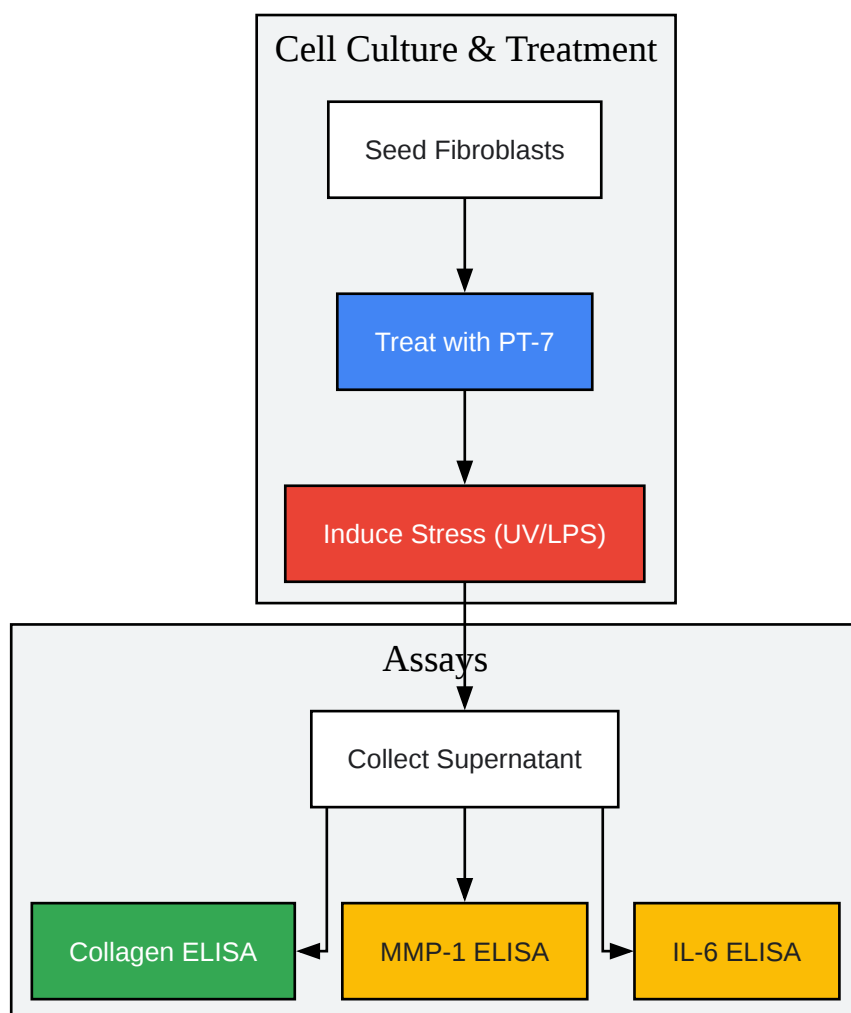 Cell Culture & Treatment
Seed Fibroblasts
Treat with PT-7
Induce Stress (UV/LPS)
Assays
Collect Supernatant
Collagen ELISA
MMP-1 ELISA
IL-6 ELISA